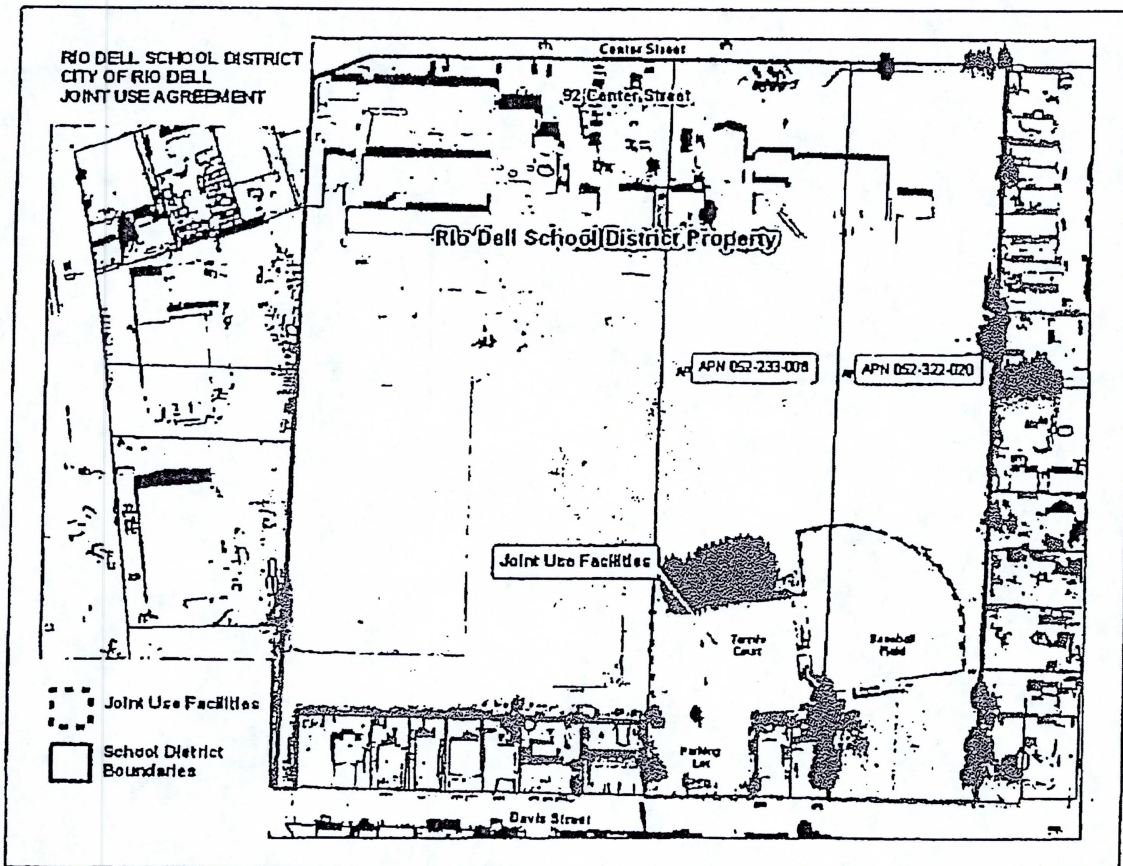 RIO DELL SCHOOL DISTRICT
CITY OF RIO DELL
JOINT USE AGREEMENT
Center Street
92 Center Street
Rio Dell School District Property
APN 052-233-008
APN 052-322-020
Joint Use Facilities
Tennis
Court
Baseball
Field
Joint Use Facilities
Parking
Lot
School District
Boundaries
Davis Street